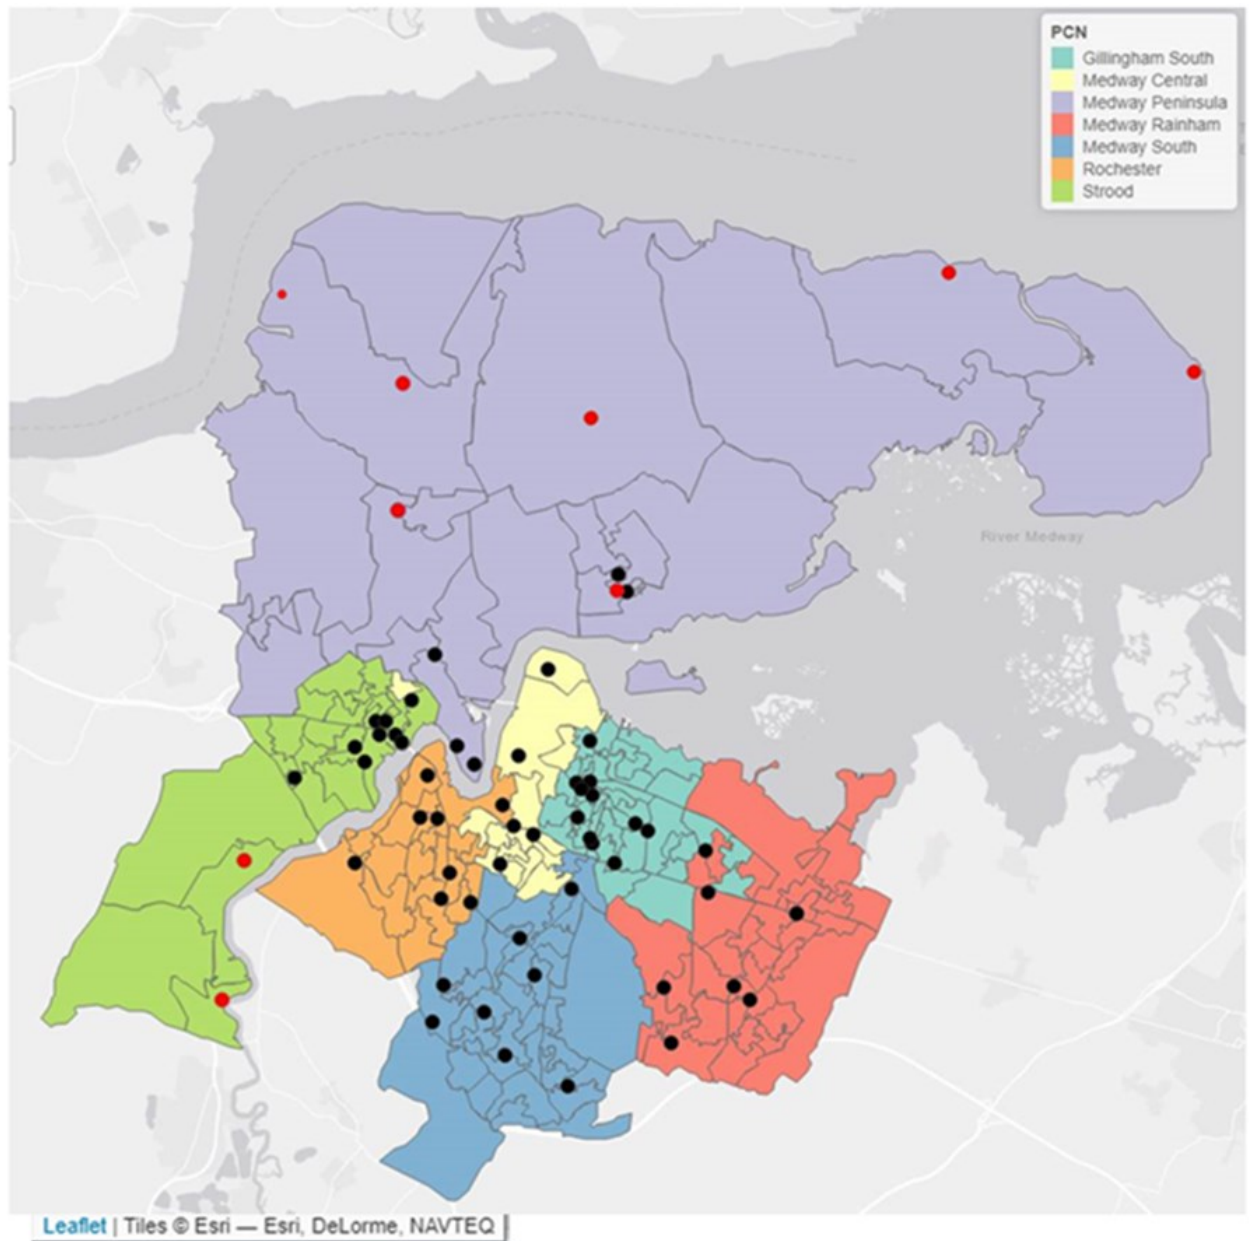 PCN
Gillingham South
Medway Central
Medway Peninsula
Medway Rainham
Medway South
Rochester
Strood
River Medway
Leaflet | Tiles © Esri — Esri, DeLorme, NAVTEQ